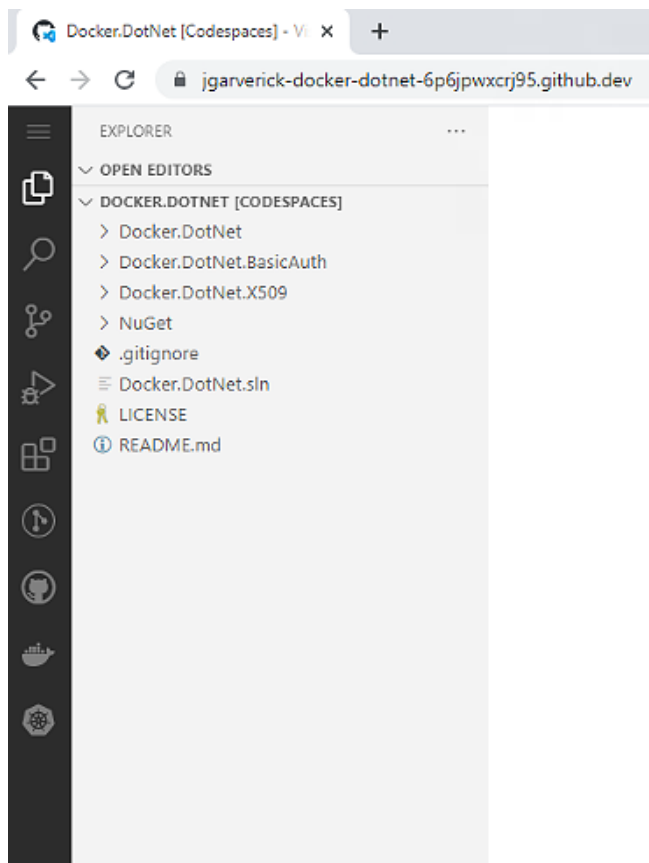 Docker.DotNet [Codespaces] - Vi
jgarverick-docker-dotnet-6p6jpwxcrj95.github.dev
EXPLORER
OPEN EDITORS
DOCKER.DOTNET [CODESPACES]
Docker.DotNet
Docker.DotNet.BasicAuth
Docker.DotNet.X509
NuGet
.gitignore
Docker.DotNet.sln
LICENSE
README.md